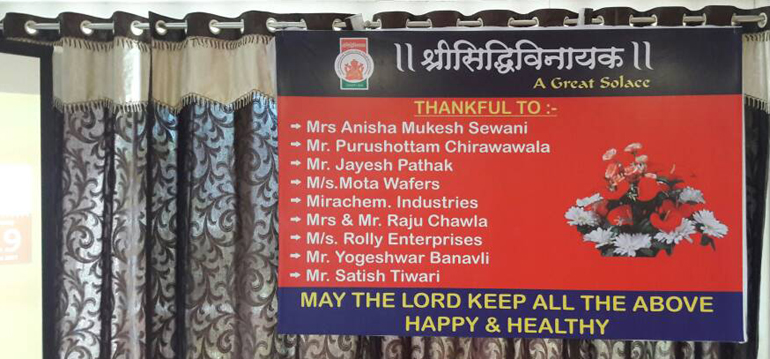 || श्रीसिद्धिविनायक ||
A Great Solace
THANKFUL TO :-
➔ Mrs Anisha Mukesh Sewani
➔ Mr. Purushottam Chirawawala
➔ Mr. Jayesh Pathak
➔ M/s.Mota Wafers
➔ Mirachem. Industries
➔ Mrs & Mr. Raju Chawla
➔ M/s. Rolly Enterprises
➔ Mr. Yogeshwar Banavli
➔ Mr. Satish Tiwari
MAY THE LORD KEEP ALL THE ABOVE
HAPPY & HEALTHY